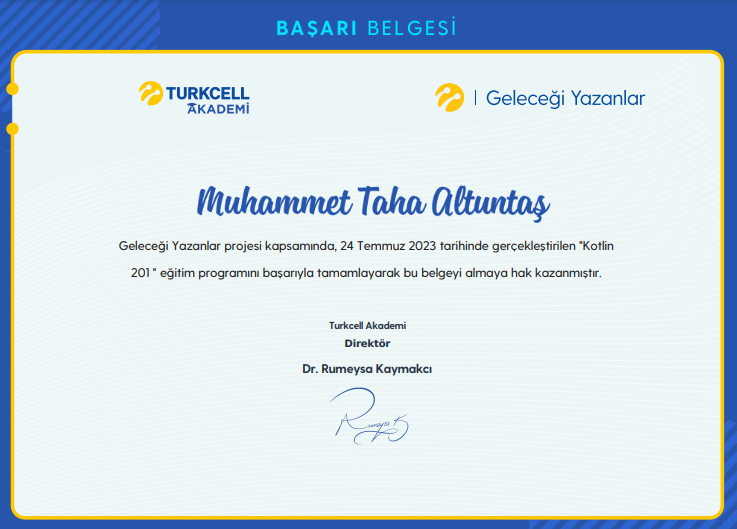 BAŞARI BELGESİ
TURKCELL
AKADEMİ
| Geleceği Yazanlar
Muhammet Taha Altuntaş
Geleceği Yazanlar projesi kapsamında, 24 Temmuz 2023 tarihinde gerçekleştirilen "Kotlin
201 " eğitim programını başarıyla tamamlayarak bu belgeyi almaya hak kazanmıştır.
Turkcell Akademi
Direktör
Dr. Rumeysa Kaymakcı
Rumeysa K